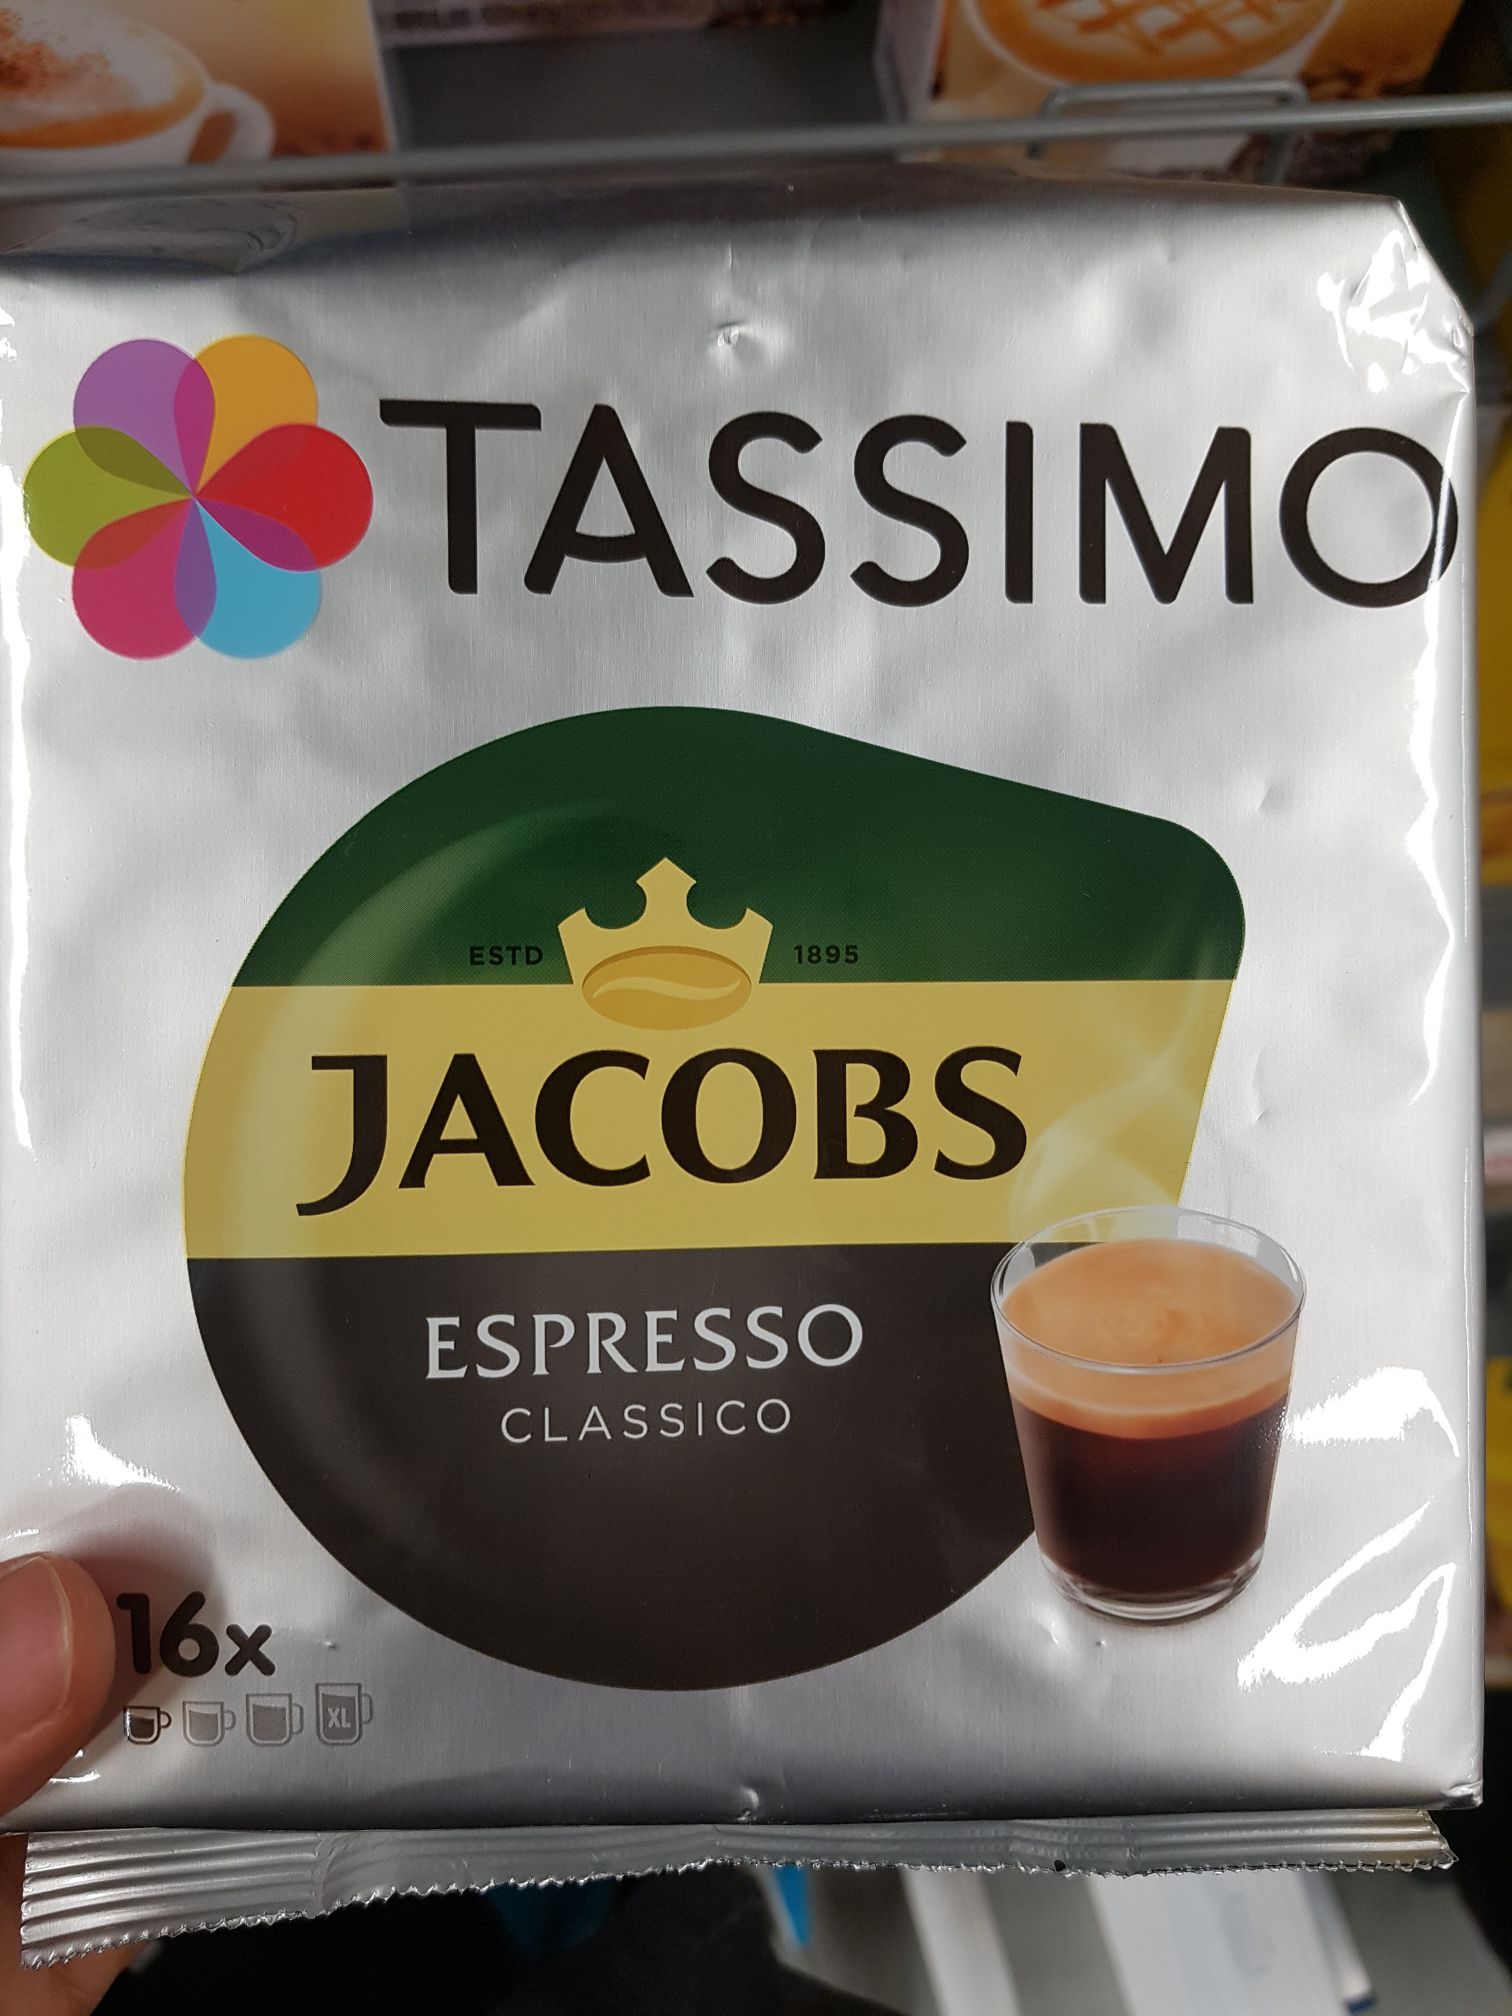 TASSIMO
ESTD 1895
JACOBS
ESPRESSO
CLASSICO
16x
XL